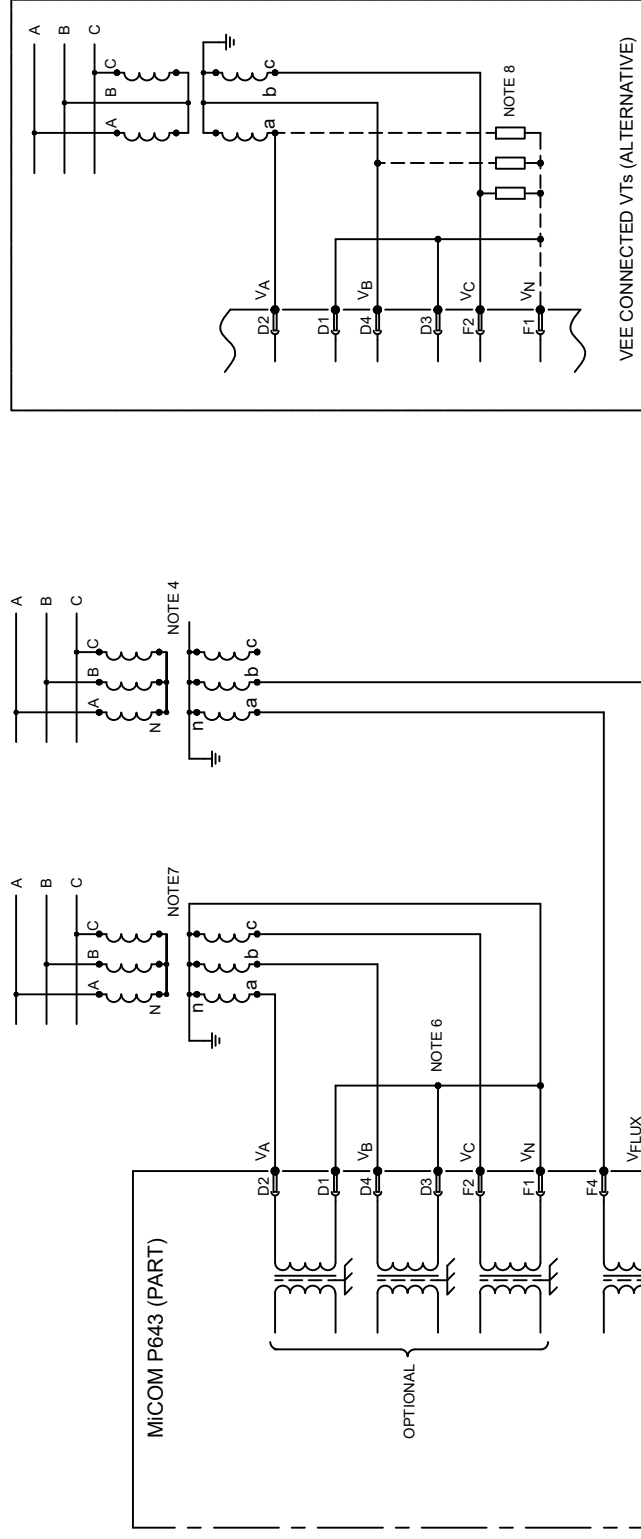 MiCOM P643 (PART)
OPTIONAL
D2
VA
D1
D4
VB
D3
NOTE 6
F2
VC
F1
VN
F4
VFLUX
A
B
C
A
B
C
N
NOTE7
n
a
b
c
A
B
C
A
B
C
N
NOTE 4
n
a
b
c
A
B
C
A
B
C
a
b
c
NOTE 8
D2
VA
D1
D4
VB
D3
F2
VC
F1
VN
VEE CONNECTED VTs (ALTERNATIVE)